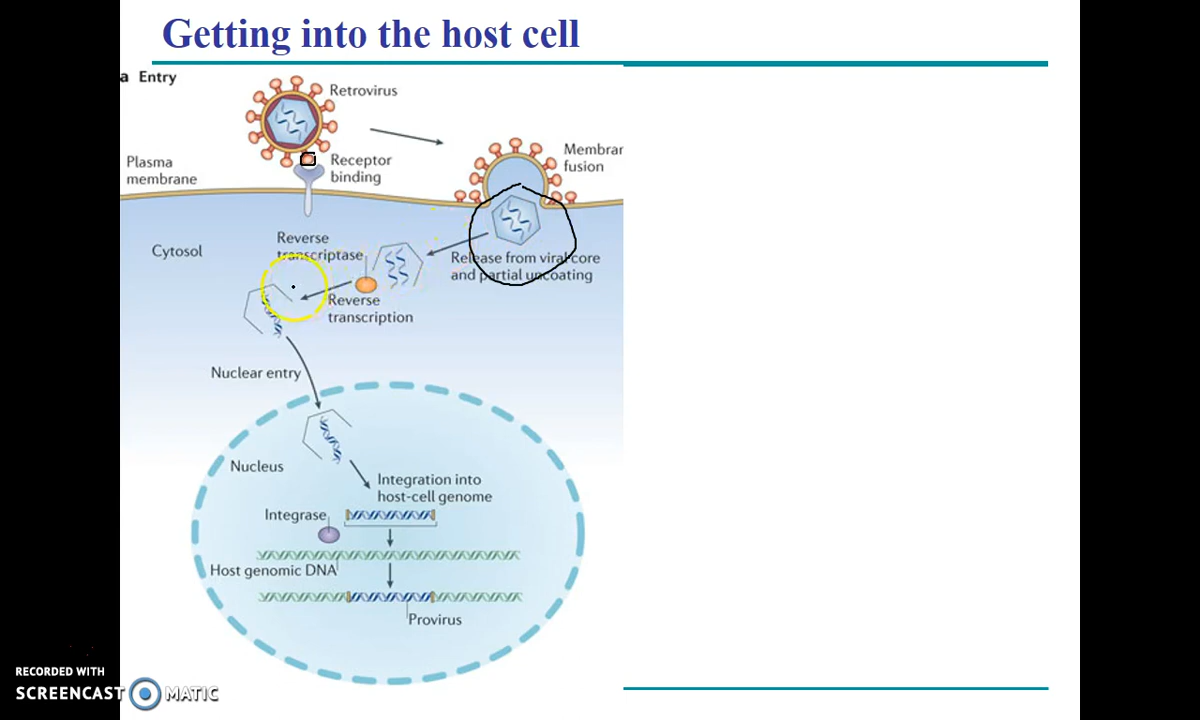 Getting into the host cell
a Entry
Retrovirus
Membrar
fusion
Plasma
membrane
Receptor
binding
Cytosol
Reverse
transcriptase
Release from viral core
and partial uncoating
Reverse
transcription
Nuclear entry
Nucleus
Integration into
host-cell genome
Integrase
Host genomic DNA
Provirus
RECORDED WITH
SCREENCAST MATIC